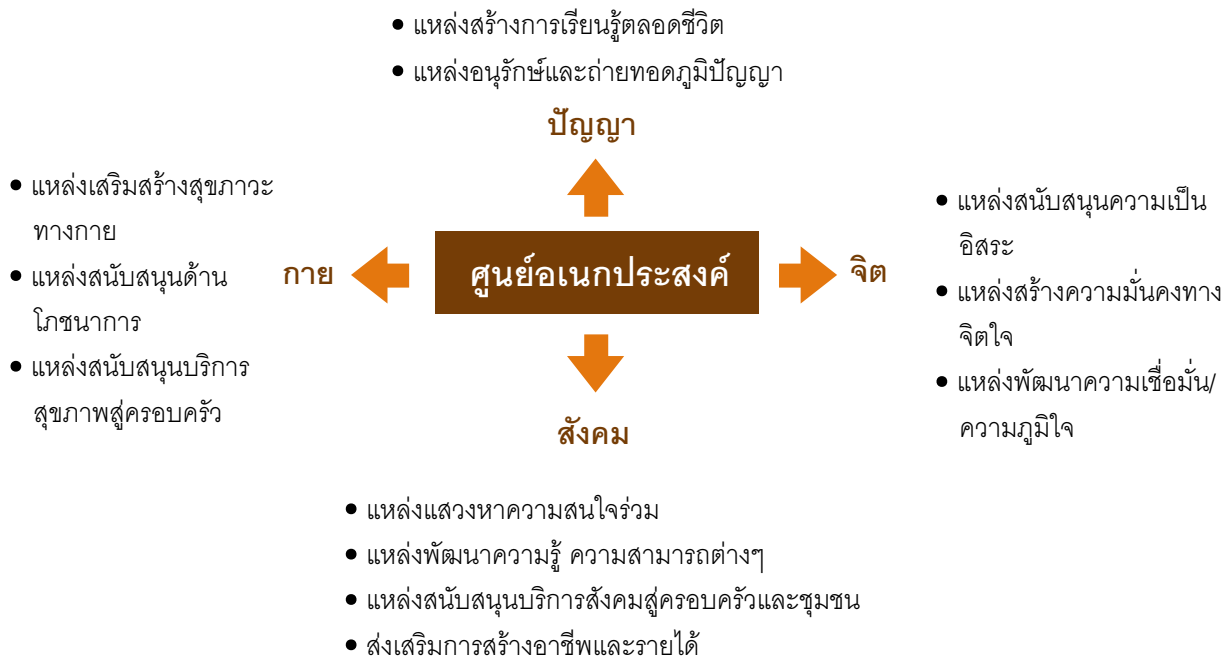 • แหล่งสร้างการเรียนรู้ตลอดชีวิต
• แหล่งอนุรักษ์และถ่ายทอดภูมิปัญญา
ปัญญา
• แหล่งเสริมสร้างสุขภาวะ
ทางกาย
• แหล่งสนับสนุนด้าน
โภชนาการ
• แหล่งสนับสนุนบริการ
สุขภาพสู่ครอบครัว
กาย
ศูนย์อเนกประสงค์
จิต
• แหล่งสนับสนุนความเป็น
อิสระ
• แหล่งสร้างความมั่นคงทาง
จิตใจ
• แหล่งพัฒนาความเชื่อมั่น/
ความภูมิใจ
สังคม
• แหล่งแสวงหาความสนใจร่วม
• แหล่งพัฒนาความรู้ ความสามารถต่างๆ
• แหล่งสนับสนุนบริการสังคมสู่ครอบครัวและชุมชน
• ส่งเสริมการสร้างอาชีพและรายได้